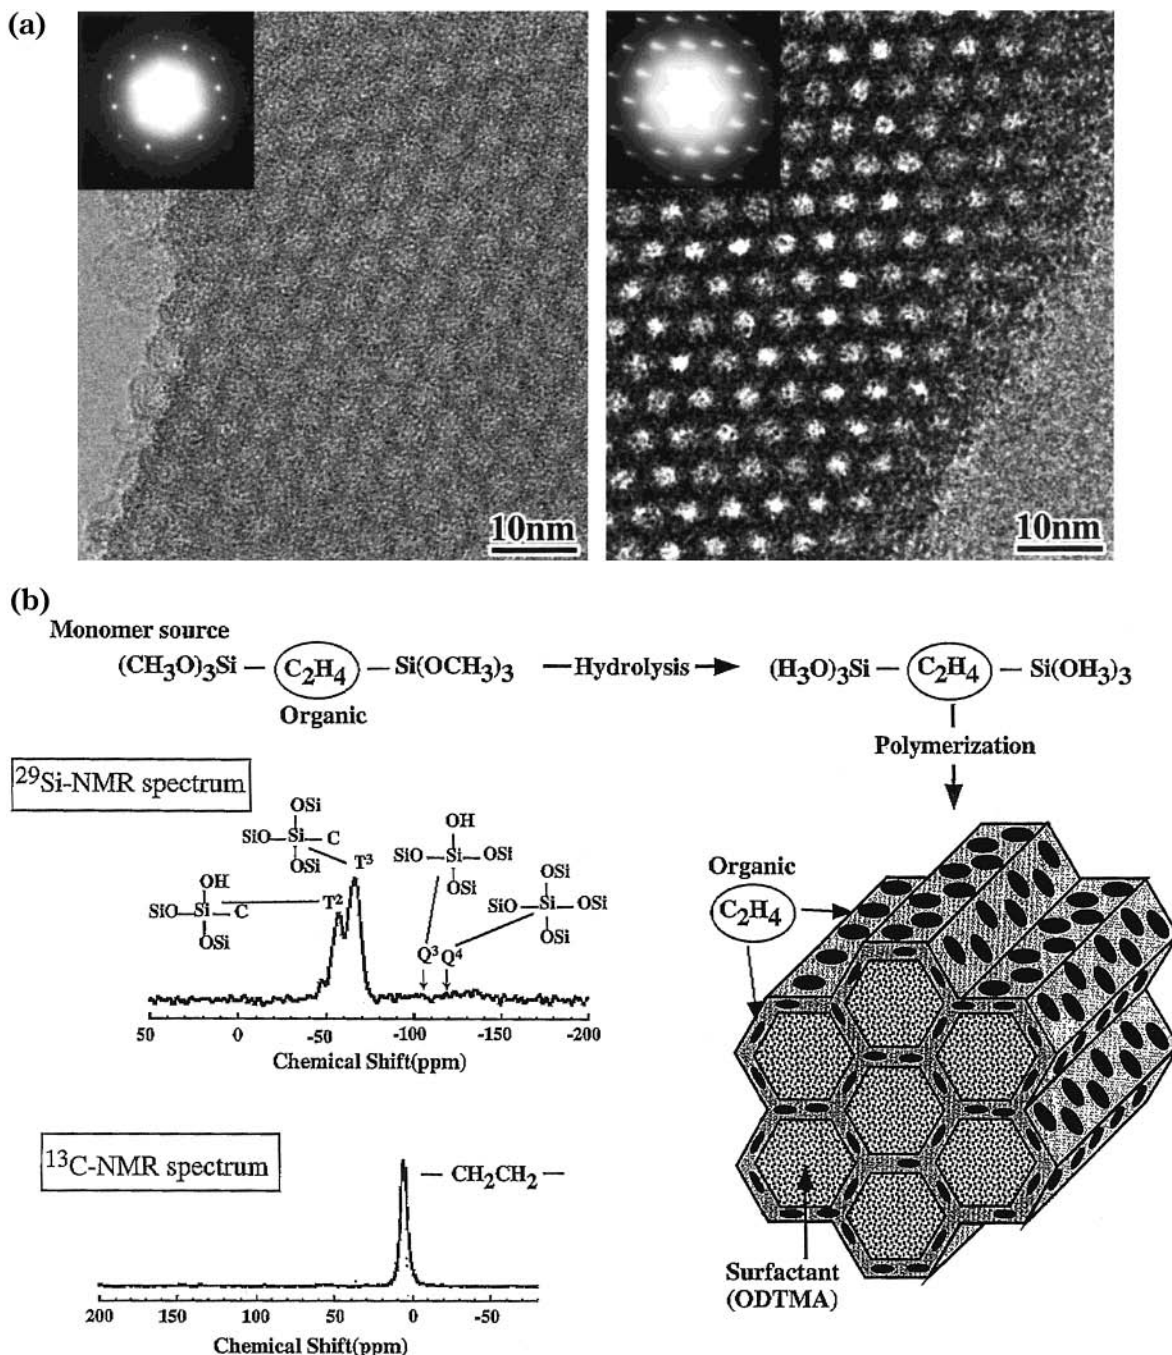 (a)
10nm
10nm
(b)
Monomer source
(CH3O)3Si — C2H4 — Si(OCH3)3 — Hydrolysis → (H3O)3Si — C2H4 — Si(OH3)3
Organic
Polymerization
29Si-NMR spectrum
OSi
SiO—Si—C
OSi
T3
OH
SiO—Si—OSi
OSi
OSi
SiO—Si—OSi
OSi
OH
SiO—Si—C
OSi
T2
Q3 Q4
50 0 -50 -100 -150 -200
Chemical Shift(ppm)
Organic
C2H4
13C-NMR spectrum
— CH2CH2 —
200 150 100 50 0 -50
Chemical Shift(ppm)
Surfactant
(ODTMA)